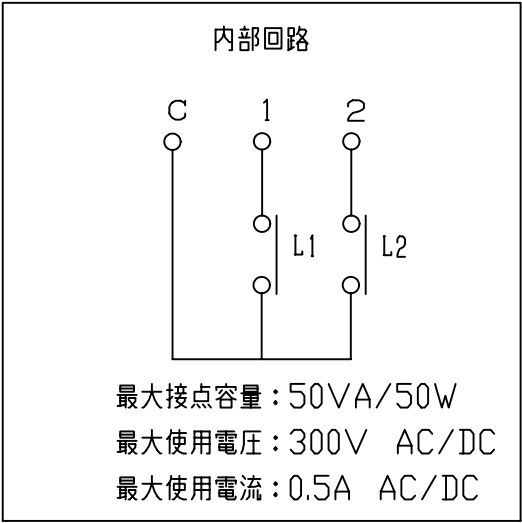 内部回路
C 1 2
L1 L2
最大接点容量：50VA/50W
最大使用電圧：300V AC/DC
最大使用電流：0.5A AC/DC